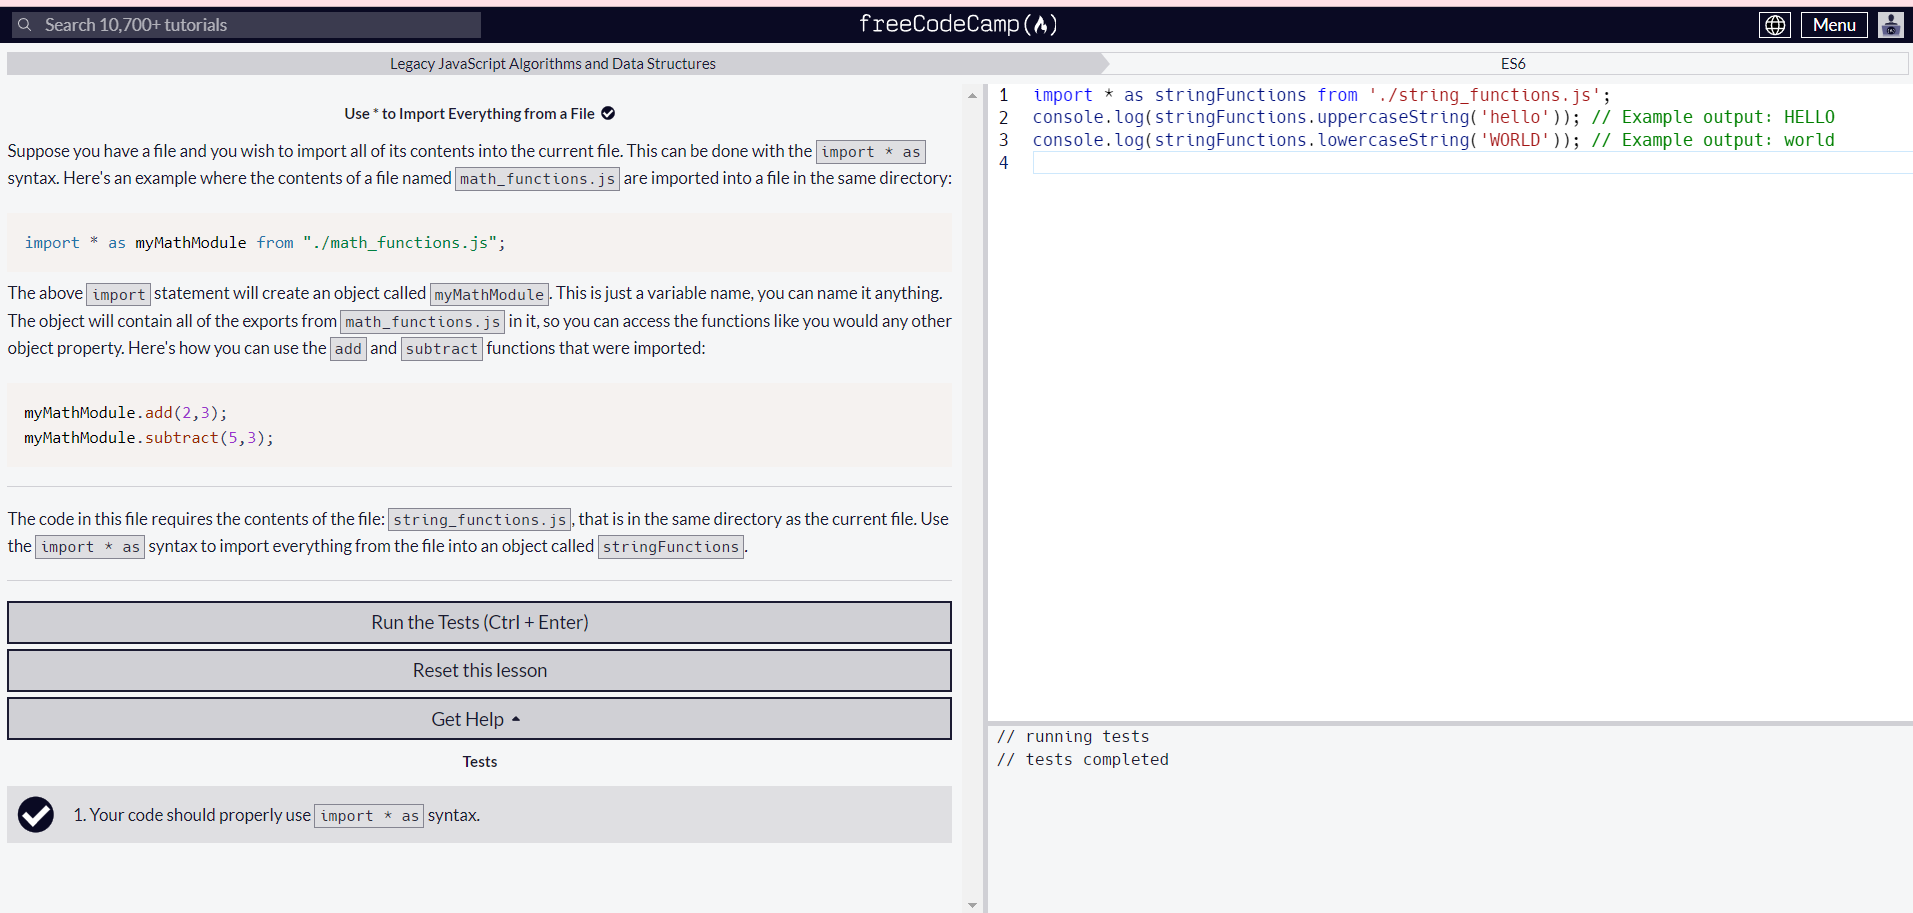 Search 10,700+ tutorials
freeCodeCamp
Menu
Legacy JavaScript Algorithms and Data Structures
ES6
Use * to Import Everything from a File
Suppose you have a file and you wish to import all of its contents into the current file. This can be done with the import * as
syntax. Here's an example where the contents of a file named math_functions.js are imported into a file in the same directory:
import * as myMathModule from "./math_functions.js";
The above import statement will create an object called myMathModule. This is just a variable name, you can name it anything.
The object will contain all of the exports from math_functions.js in it, so you can access the functions like you would any other
object property. Here's how you can use the add and subtract functions that were imported:
myMathModule.add(2,3);
myMathModule.subtract(5,3);
The code in this file requires the contents of the file: string_functions.js, that is in the same directory as the current file. Use
the import * as syntax to import everything from the file into an object called stringFunctions.
Run the Tests (Ctrl + Enter)
Reset this lesson
Get Help
Tests
1. Your code should properly use import * as syntax.
1 import * as stringFunctions from './string_functions.js';
2 console.log(stringFunctions.uppercaseString('hello')); // Example output: HELLO
3 console.log(stringFunctions.lowercaseString('WORLD')); // Example output: world
4
// running tests
// tests completed